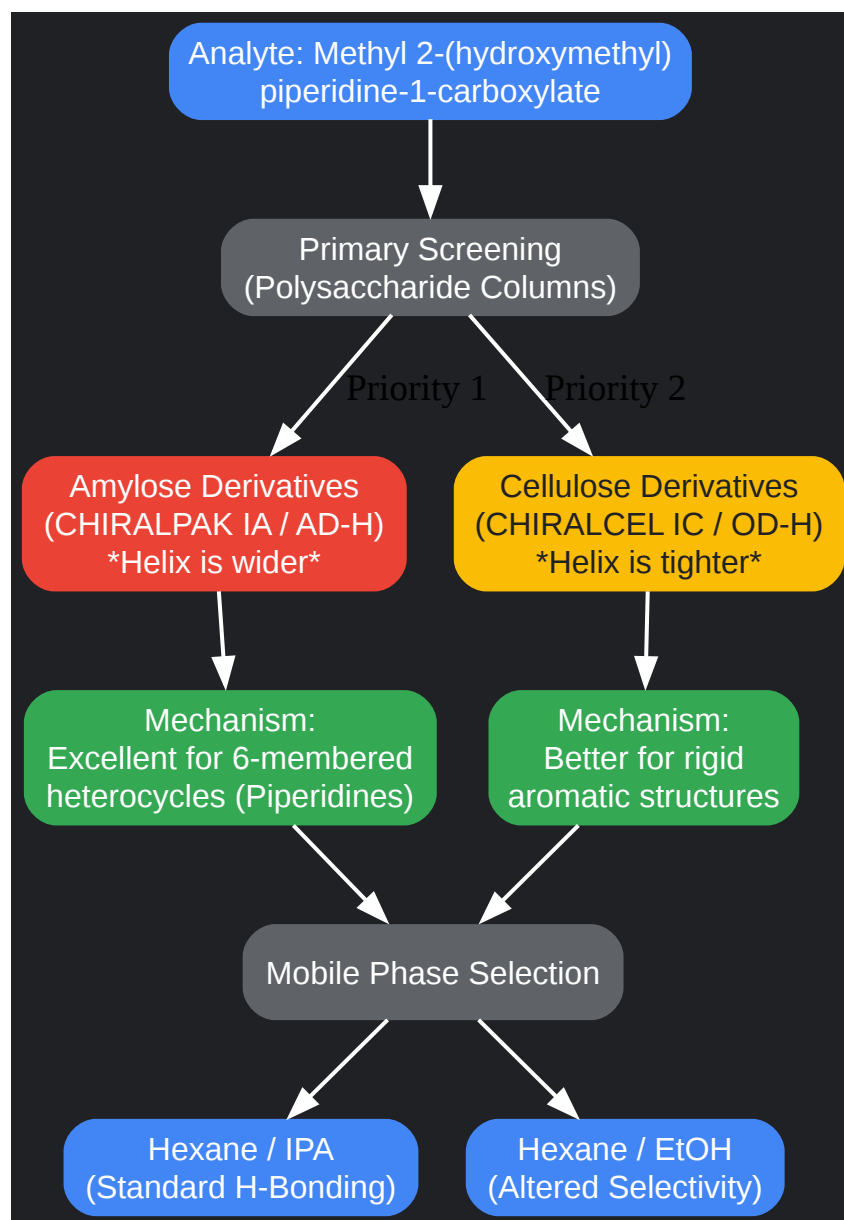 Analyte: Methyl 2-(hydroxymethyl)
piperidine-1-carboxylate
Primary Screening
(Polysaccharide Columns)
Priority 1
Priority 2
Amylose Derivatives
(CHIRALPAK IA / AD-H)
*Helix is wider*
Cellulose Derivatives
(CHIRALCEL IC / OD-H)
*Helix is tighter*
Mechanism:
Excellent for 6-membered
heterocycles (Piperidines)
Mechanism:
Better for rigid
aromatic structures
Mobile Phase Selection
Hexane / IPA
(Standard H-Bonding)
Hexane / EtOH
(Altered Selectivity)